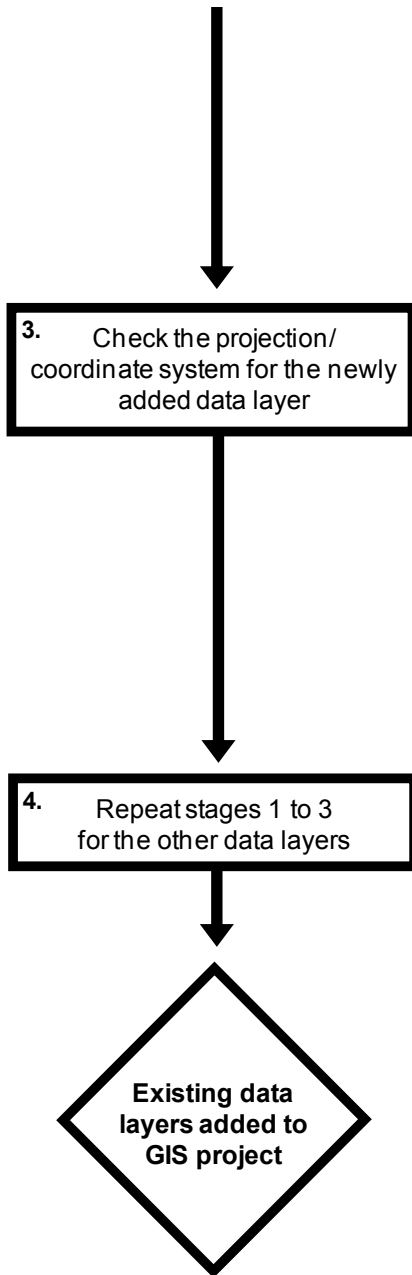 3. Check the projection/
coordinate system for the newly
added data layer
4. Repeat stages 1 to 3
for the other data layers
Existing data
layers added to
GIS project